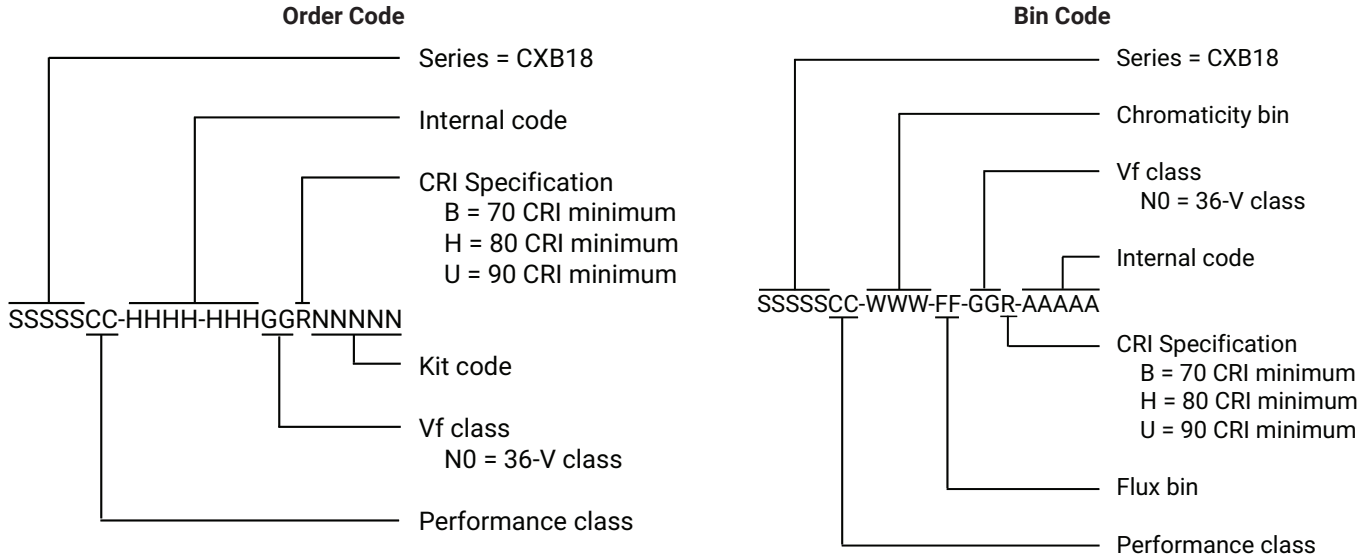 Order Code
Series = CXB18
Internal code
CRI Specification
B = 70 CRI minimum
H = 80 CRI minimum
U = 90 CRI minimum
SSSSSCC-HHHH-HHHGGRNNNNN
Kit code
Vf class
N0 = 36-V class
Performance class
Bin Code
Series = CXB18
Chromaticity bin
Vf class
N0 = 36-V class
Internal code
SSSSSCC-WWW-FF-GGR-AAAAA
CRI Specification
B = 70 CRI minimum
H = 80 CRI minimum
U = 90 CRI minimum
Flux bin
Performance class